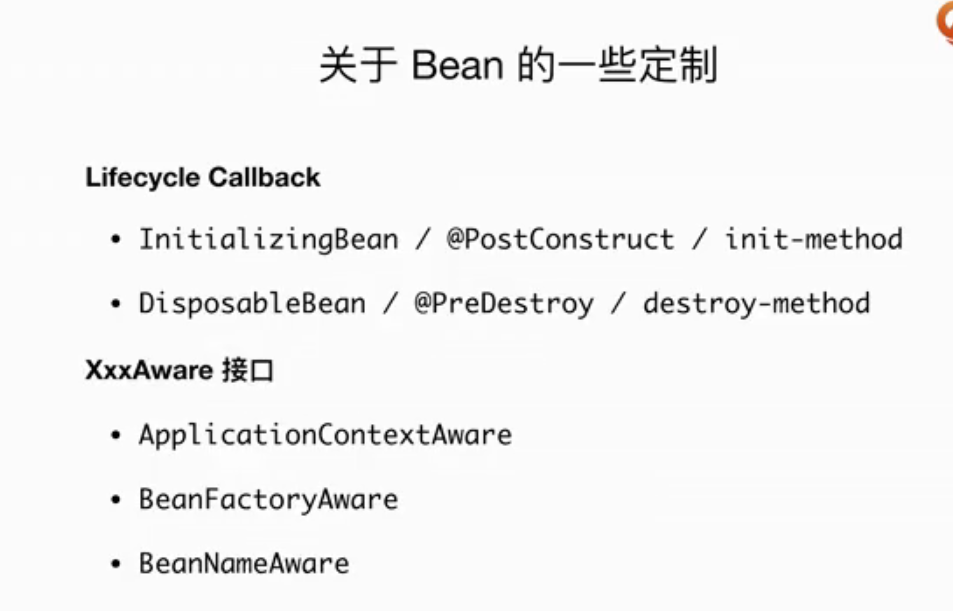 关于 Bean 的一些定制
Lifecycle Callback
• InitializingBean / @PostConstruct / init-method
• DisposableBean / @PreDestroy / destroy-method
XxxAware 接口
• ApplicationContextAware
• BeanFactoryAware
• BeanNameAware